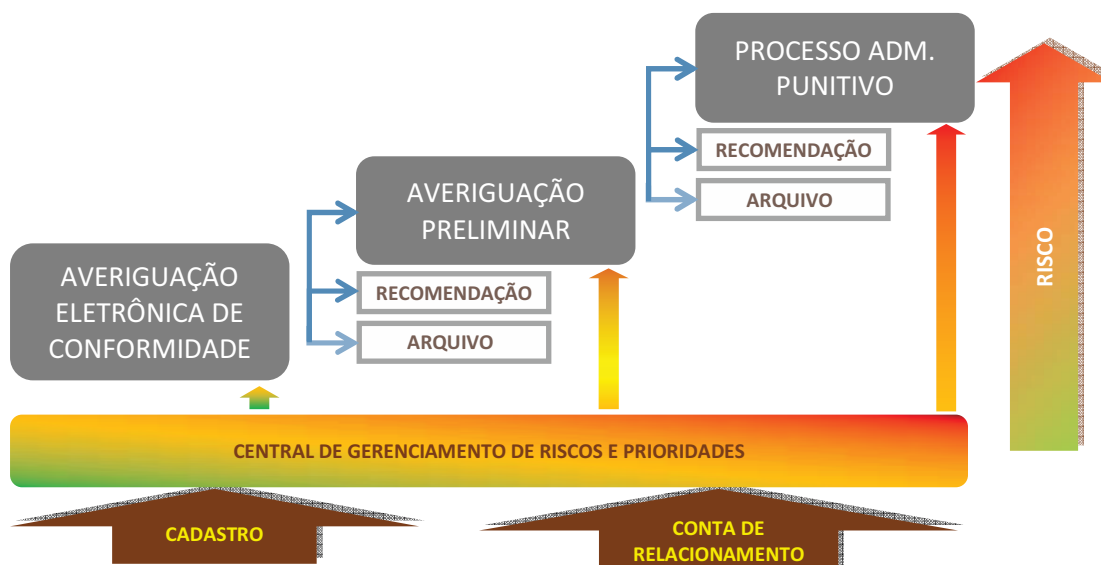 PROCESSO ADM.
PUNITIVO
RECOMENDAÇÃO
ARQUIVO
AVERIGUAÇÃO
PRELIMINAR
RECOMENDAÇÃO
ARQUIVO
AVERIGUAÇÃO
ELETRÔNICA DE
CONFORMIDADE
RISCO
CENTRAL DE GERENCIAMENTO DE RISCOS E PRIORIDADES
CADASTRO
CONTA DE
RELACIONAMENTO